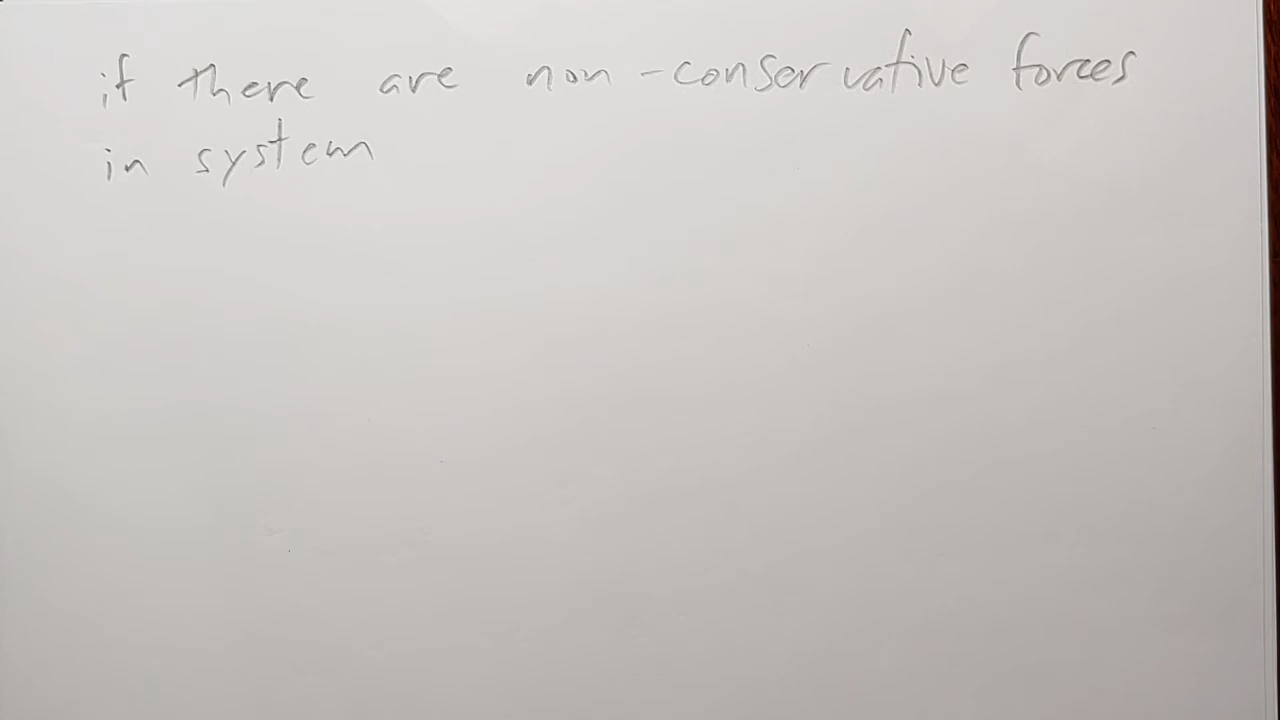 if there are non-conservative forces
in system